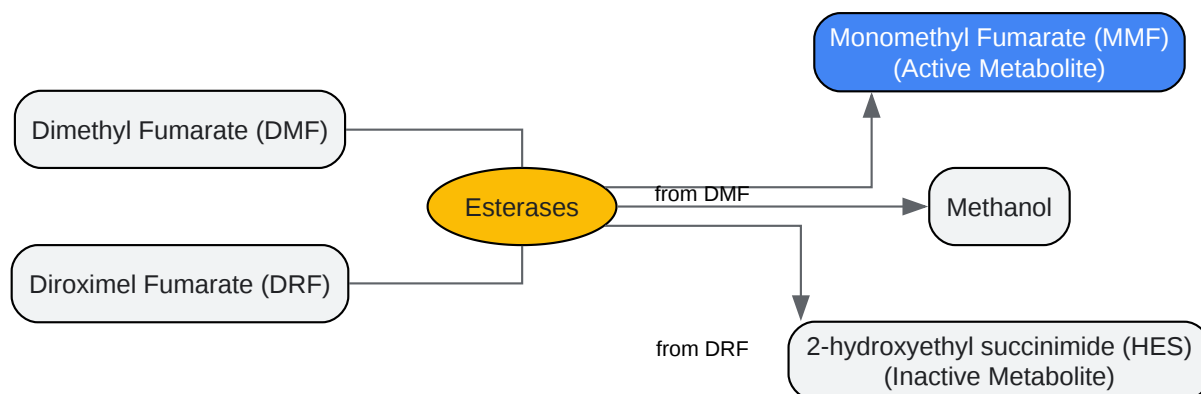 Monomethyl Fumarate (MMF)
(Active Metabolite)
Dimethyl Fumarate (DMF)
from DMF
Esterases
Methanol
Diroximel Fumarate (DRF)
from DRF
2-hydroxyethyl succinimide (HES)
(Inactive Metabolite)